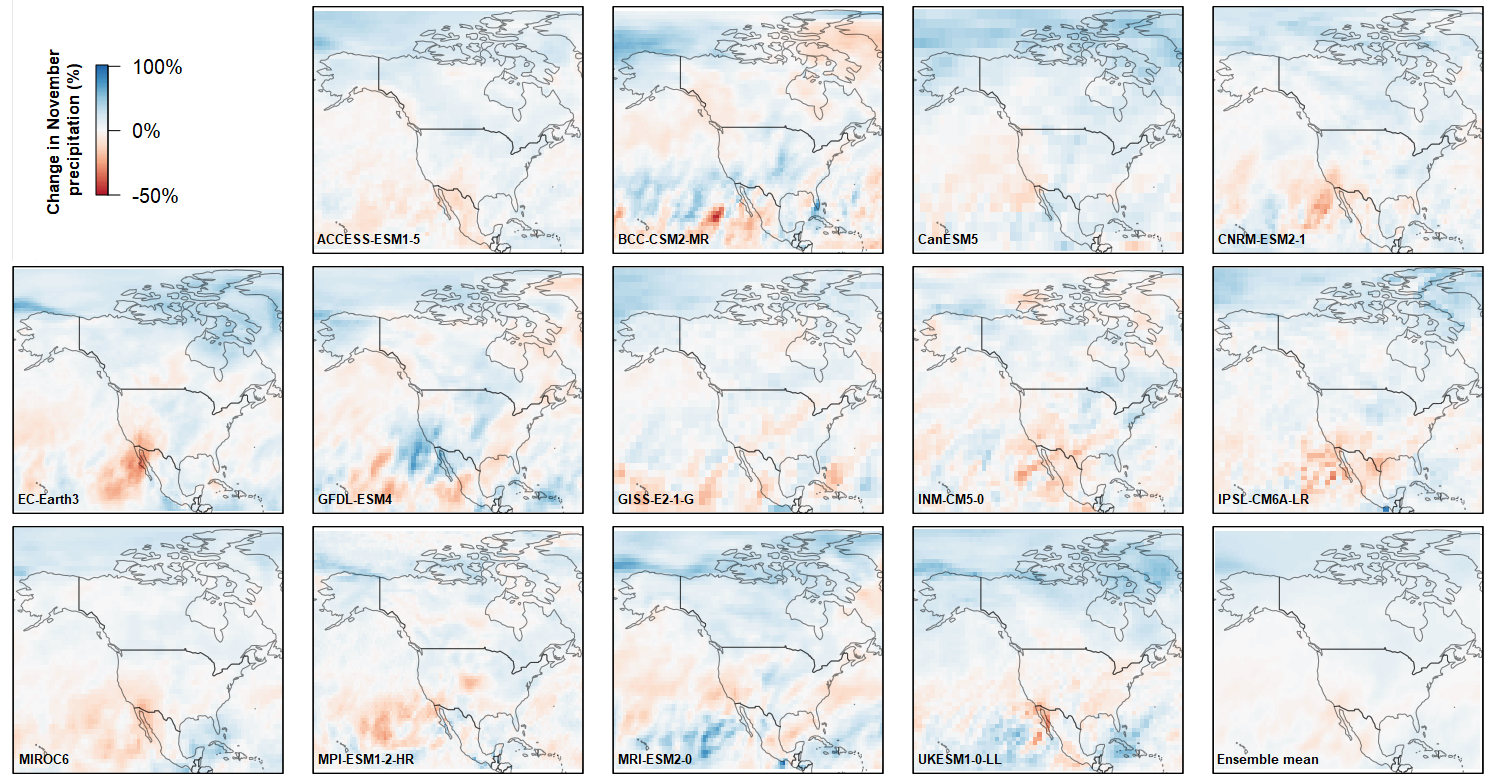 Change in November
precipitation (%)
100%
0%
-50%
ACCESS-ESM1-5
BCC-CSM2-MR
CanESM5
CNRM-ESM2-1
EC-Earth3
GFDL-ESM4
GISS-E2-1-G
INM-CM5-0
IPSL-CM6A-LR
MIROC6
MPI-ESM1-2-HR
MRI-ESM2-0
UKESM1-0-LL
Ensemble mean